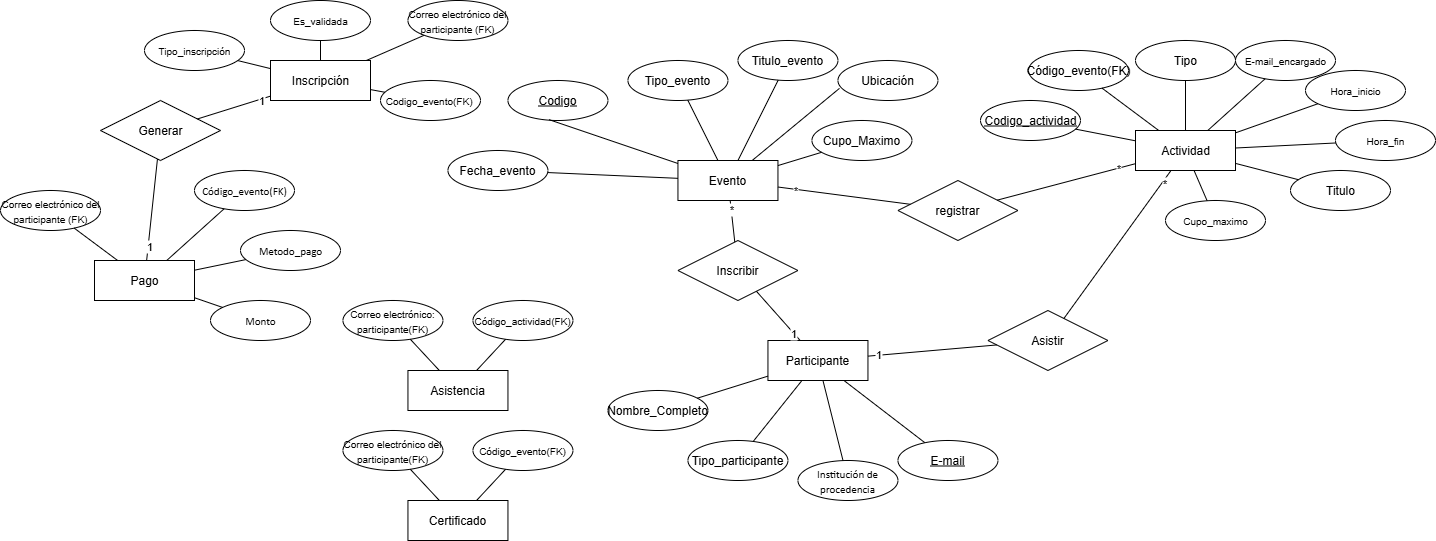 Es_validada
Correo electrónico del
participante (FK)
Tipo_inscripción
Inscripción
Codigo_evento(FK)
1
Generar
1
Correo electrónico del
participante (FK)
Código_evento(FK)
Metodo_pago
Pago
Monto
Titulo_evento
Tipo_evento
Ubicación
Codigo
Cupo_Maximo
Fecha_evento
Evento
*
*
registrar
*
Código_evento(FK)
Tipo
E-mail_encargado
Hora_inicio
Codigo_actividad
Hora_fin
Actividad
Titulo
Cupo_maximo
*
Inscribir
1
Participante
1
Asistir
Nombre_Completo
Tipo_participante
Institución de
procedencia
E-mail
Correo electrónico:
participante(FK)
Código_actividad(FK)
Asistencia
Correo electrónico del
participante(FK)
Código_evento(FK)
Certificado